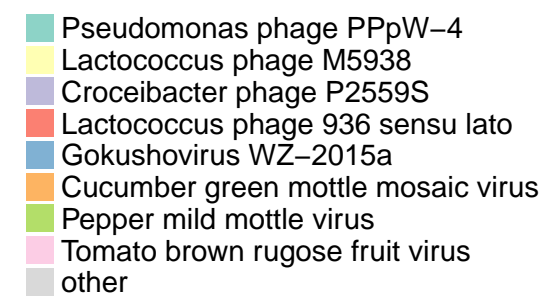 Pseudomonas phage PPpW−4
Lactococcus phage M5938
Croceibacter phage P2559S
Lactococcus phage 936 sensu lato
Gokushovirus WZ−2015a
Cucumber green mottle mosaic virus
Pepper mild mottle virus
Tomato brown rugose fruit virus
other